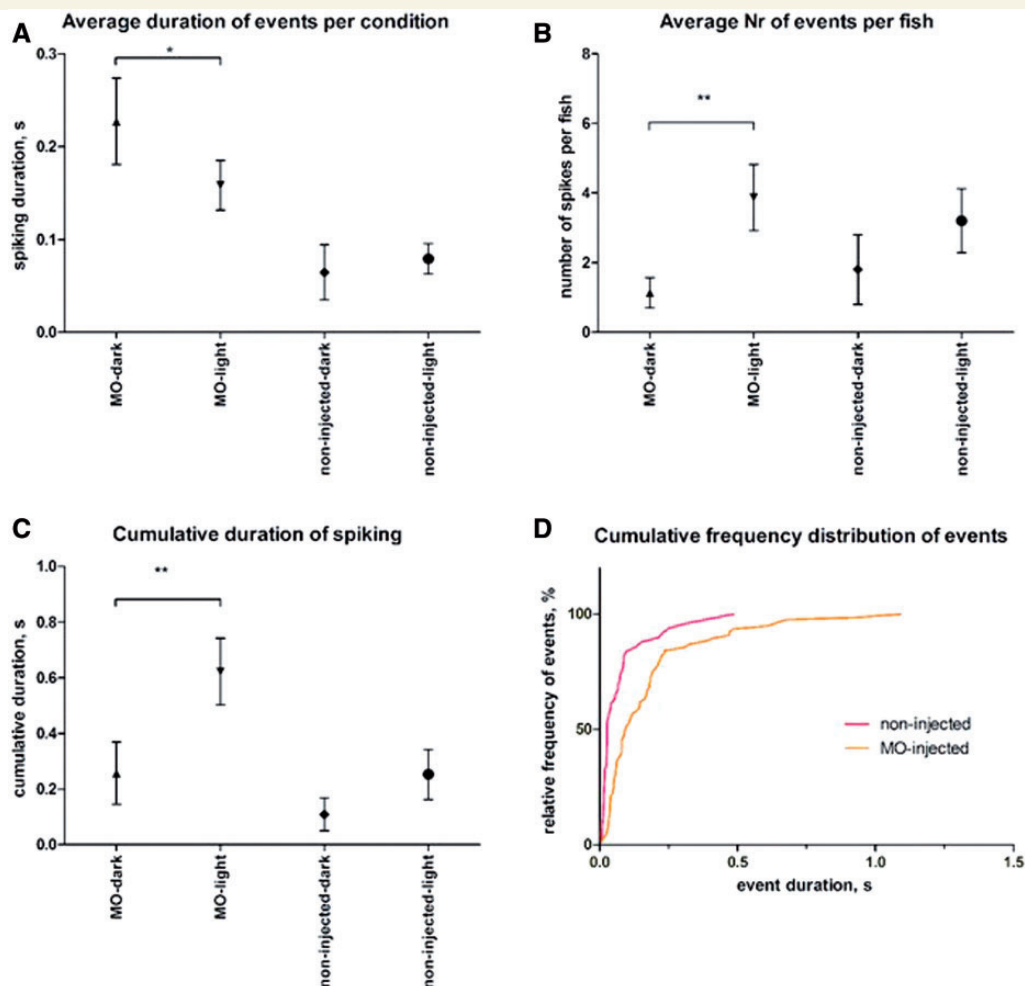 A
Average duration of events per condition
0.3
0.2
0.1
0.0
spiking duration, s
*
MO-dark
MO-light
non-injected-dark
non-injected-light
B
Average Nr of events per fish
8
6
4
2
0
number of spikes per fish
**
MO-dark
MO-light
non-injected-dark
non-injected-light
C
Cumulative duration of spiking
1.0
0.8
0.6
0.4
0.2
0.0
cumulative duration, s
**
MO-dark
MO-light
non-injected-dark
non-injected-light
D
Cumulative frequency distribution of events
100
50
0
relative frequency of events, %
non-injected
MO-injected
0.0
0.5
1.0
1.5
event duration, s